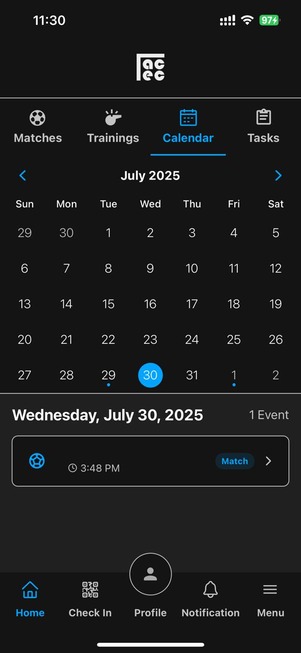 11:30
97
ac
ec
Matches Trainings Calendar Tasks
July 2025
Sun Mon Tue Wed Thu Fri Sat
29 30 1 2 3 4 5
6 7 8 9 10 11 12
13 14 15 16 17 18 19
20 21 22 23 24 25 26
27 28 29 30 31 1 2
Wednesday, July 30, 2025 1 Event
Match
3:48 PM
Home Check In Profile Notification Menu